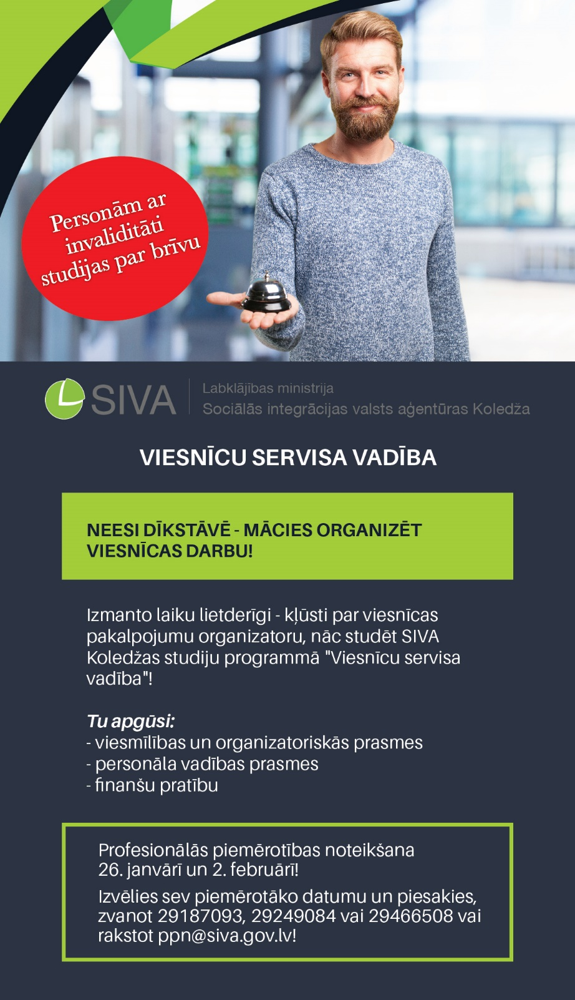 Personām ar
invaliditāti
studijas par brīvu
SIVA
Labklājības ministrija
Sociālās integrācijas valsts aģentūras Koledža
VIESNĪCU SERVISA VADĪBA
NEESI DĪKSTĀVĒ - MĀCIES ORGANIZĒT
VIESNĪCAS DARBU!
Izmanto laiku lietderīgi - kļūsti par viesnīcas
pakalpojumu organizatoru, nāc studēt SIVA
Koledžas studiju programmā "Viesnīcu servisa
vadība"!
Tu apgūsi:
- viesmīlības un organizatoriskās prasmes
- personāla vadības prasmes
- finanšu pratību
Profesionālās piemērotības noteikšana
26. janvārī un 2. februārī!
Izvēlies sev piemērotāko datumu un piesakies,
zvanot 29187093, 29249084 vai 29466508 vai
rakstot ppn@siva.gov.lv!